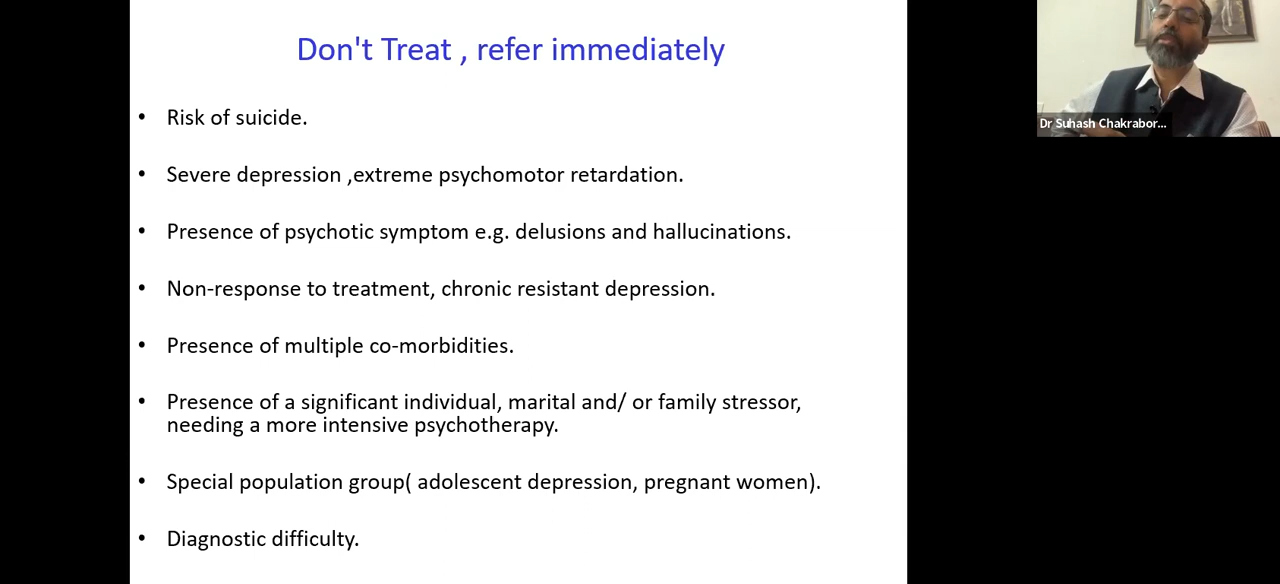 Don't Treat , refer immediately
• Risk of suicide.
• Severe depression ,extreme psychomotor retardation.
• Presence of psychotic symptom e.g. delusions and hallucinations.
• Non-response to treatment, chronic resistant depression.
• Presence of multiple co-morbidities.
• Presence of a significant individual, marital and/ or family stressor,
needing a more intensive psychotherapy.
• Special population group( adolescent depression, pregnant women).
• Diagnostic difficulty.
Dr Suhash Chakrabor...